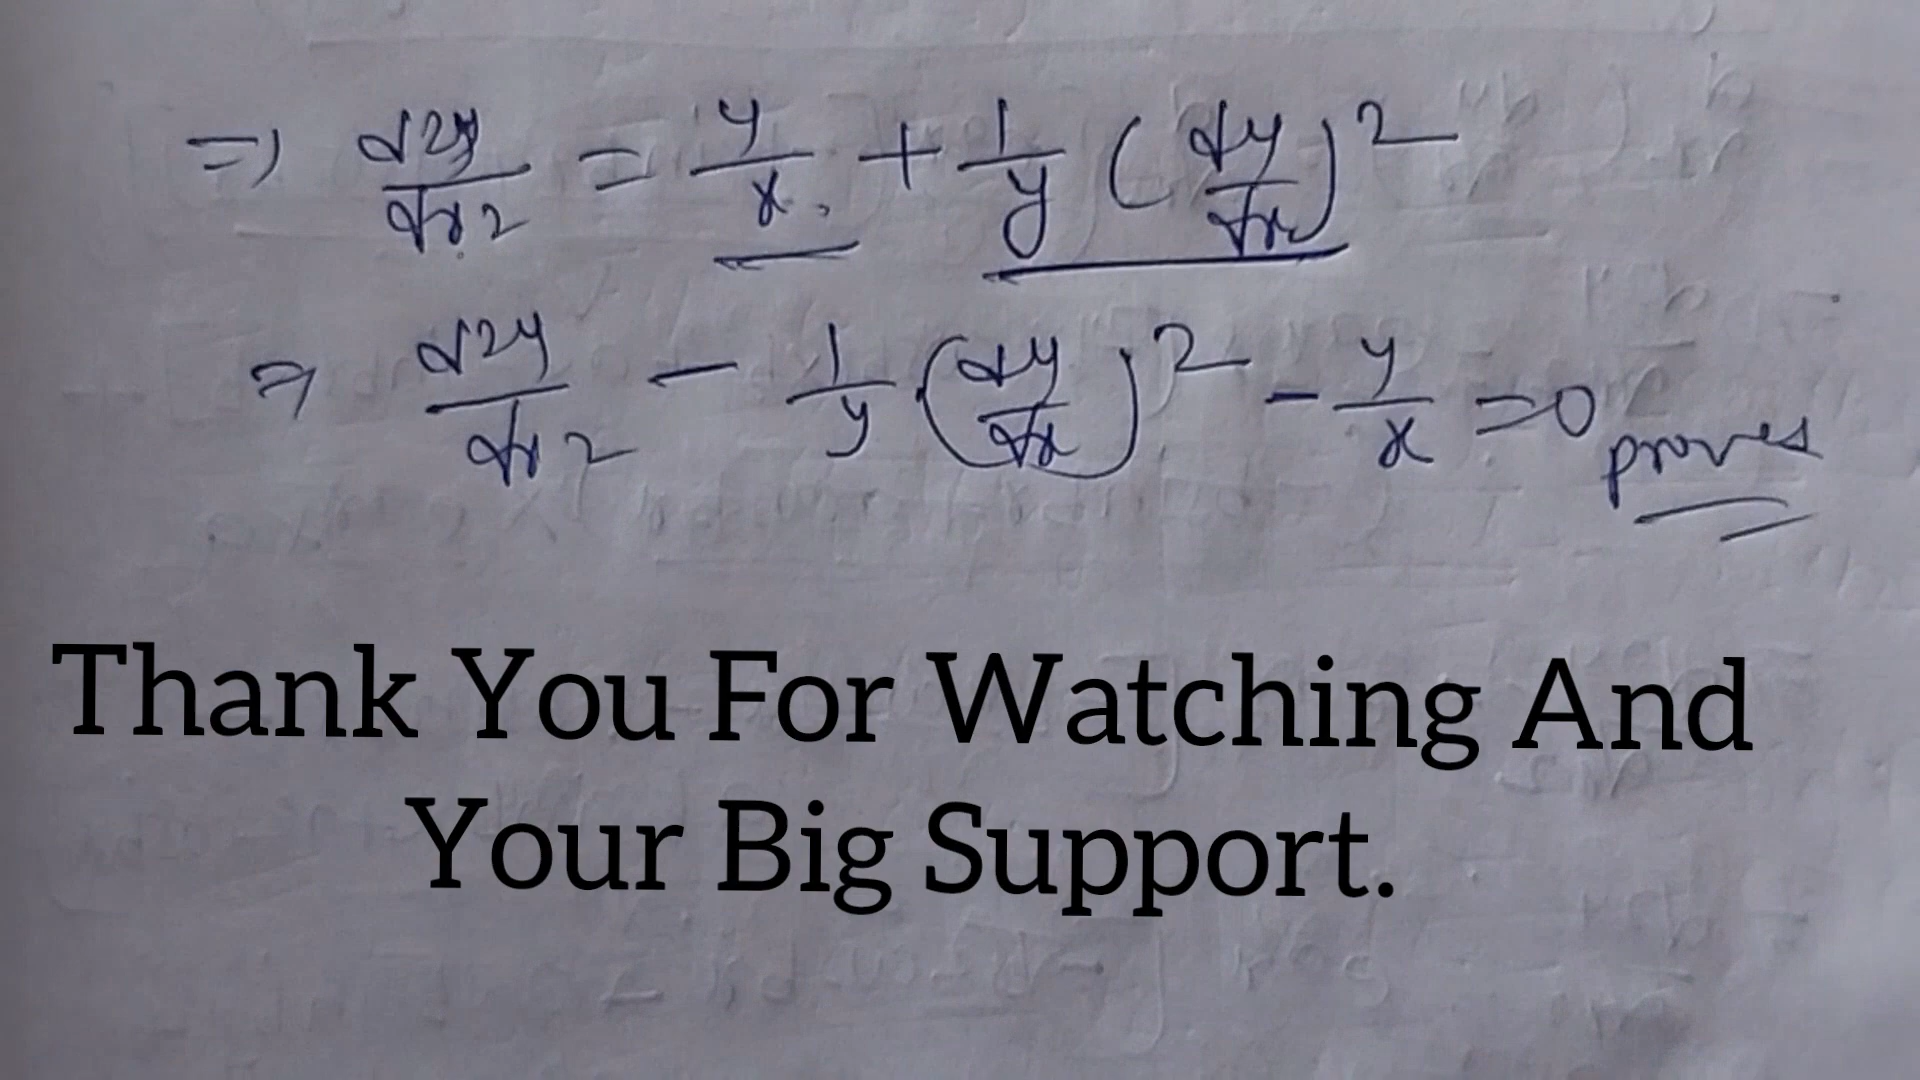 ⇒ d2y/dx2 = y/x + 1/y (dy/dx)2
⇒ d2y/dx2 - 1/y (dy/dx)2 - y/x = 0 proves
Thank You For Watching And
Your Big Support.